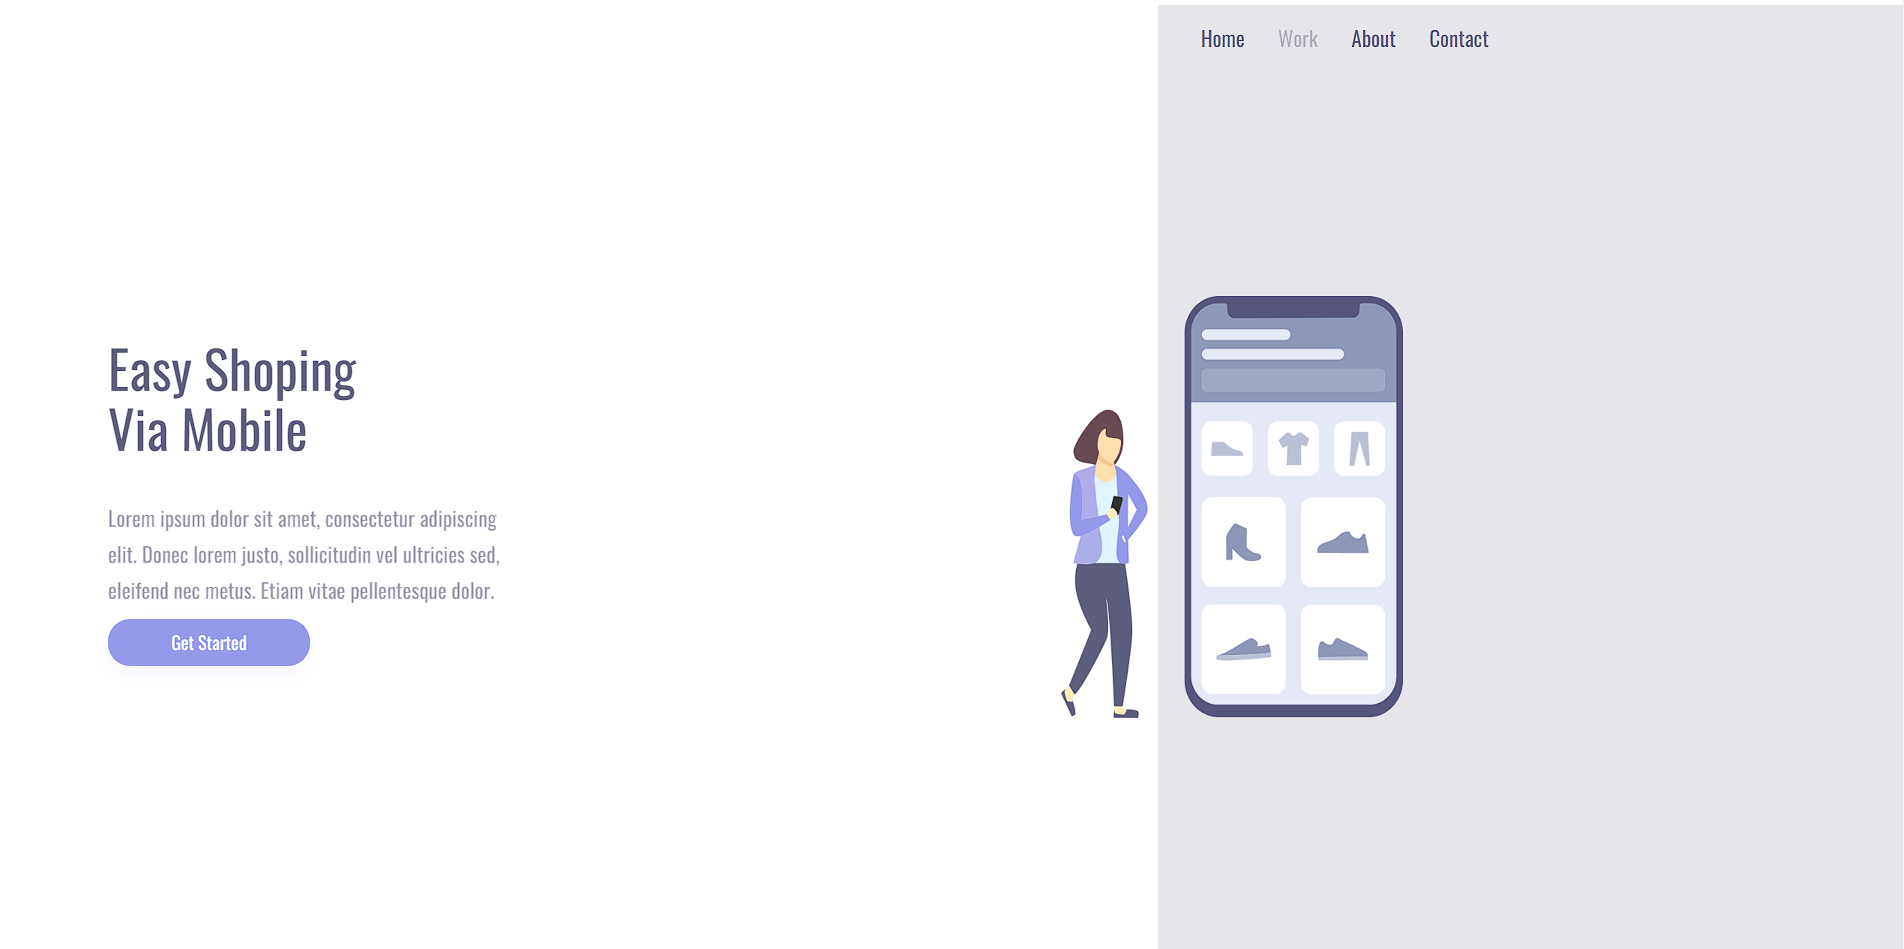 Home Work About Contact
Easy Shoping
Via Mobile
Lorem ipsum dolor sit amet, consectetur adipiscing
elit. Donec lorem justo, sollicitudin vel ultricies sed,
eleifend nec metus. Etiam vitae pellentesque dolor.
Get Started